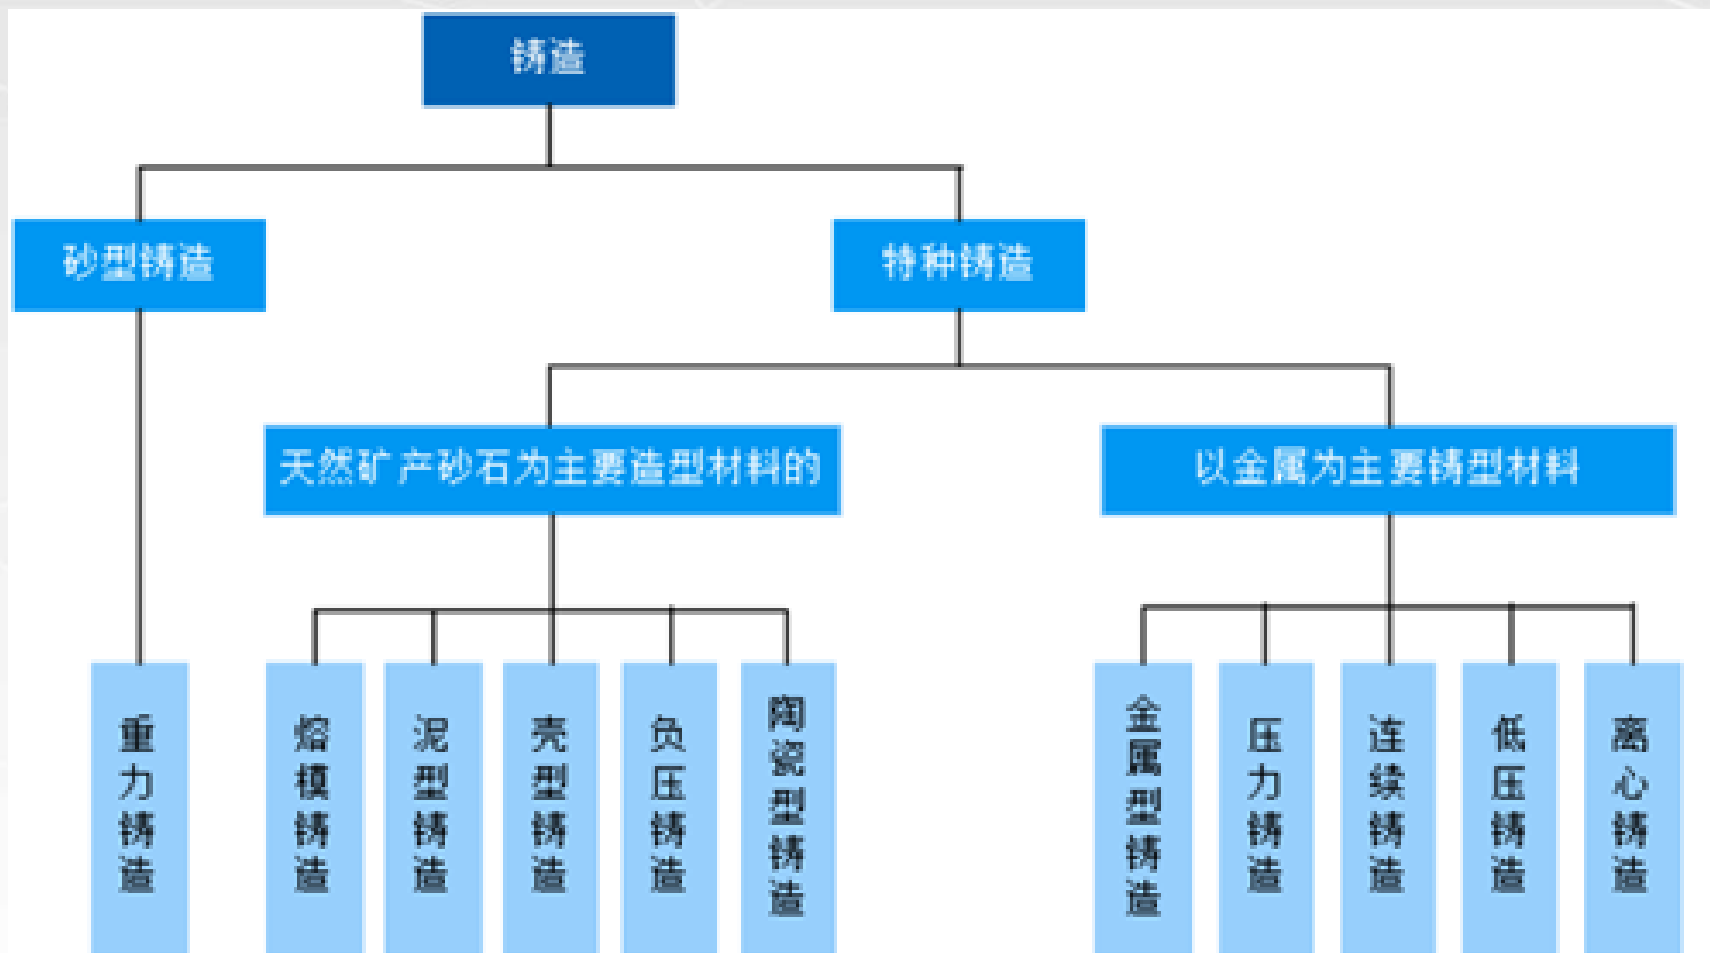 铸造
砂型铸造
特种铸造
天然矿产砂石为主要造型材料的
以金属为主要铸型材料
重力铸造
熔模铸造
泥型铸造
壳型铸造
负压铸造
陶瓷型铸造
金属型铸造
压力铸造
连续铸造
低压铸造
离心铸造